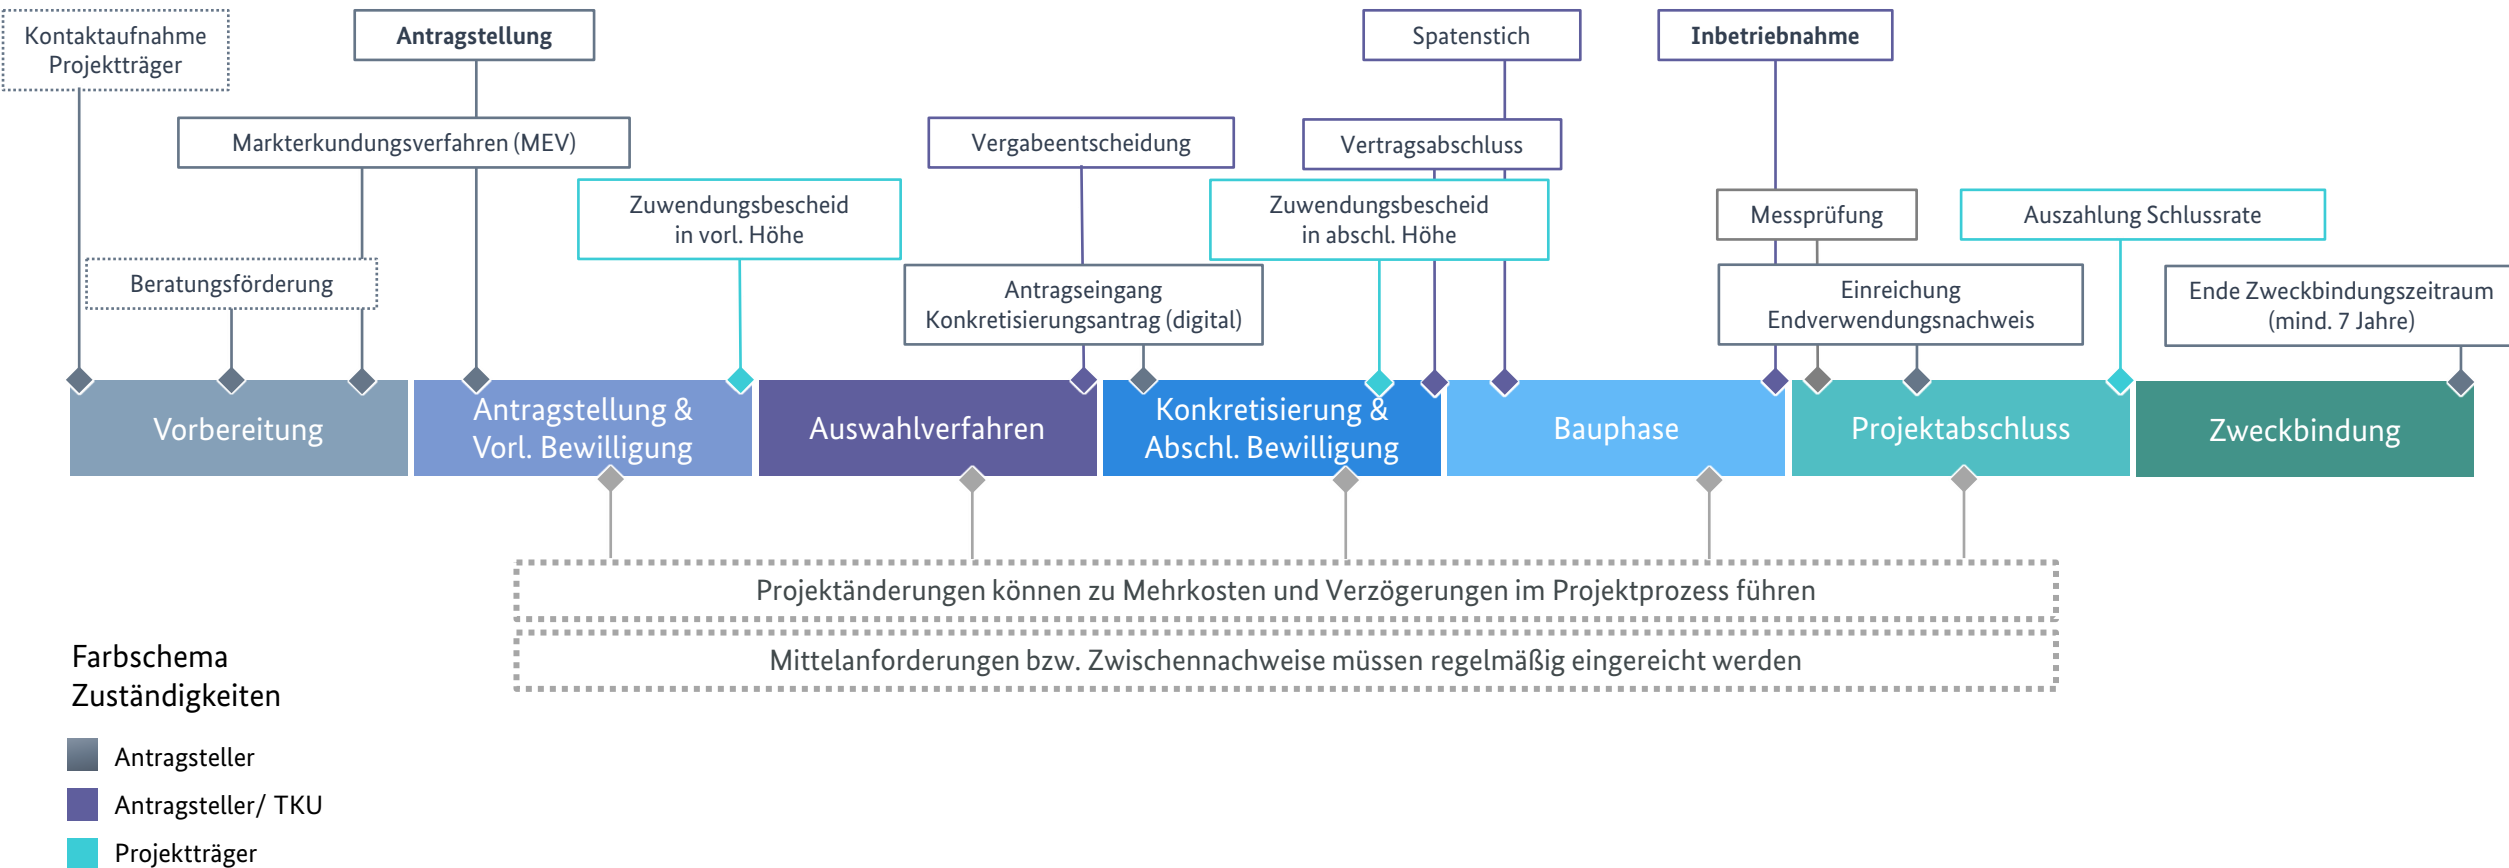 Kontaktaufnahme
Projektträger
Antragstellung
Spatenstich
Inbetriebnahme
Markterkundungsverfahren (MEV)
Vergabeentscheidung
Vertragsabschluss
Zuwendungsbescheid
in vorl. Höhe
Zuwendungsbescheid
in abschl. Höhe
Messprüfung
Auszahlung Schlussrate
Beratungsförderung
Antragseingang
Konkretisierungsantrag (digital)
Einreichung
Endverwendungsnachweis
Ende Zweckbindungszeitraum
(mind. 7 Jahre)
Vorbereitung
Antragstellung &
Vorl. Bewilligung
Auswahlverfahren
Konkretisierung &
Abschl. Bewilligung
Bauphase
Projektabschluss
Zweckbindung
Projektänderungen können zu Mehrkosten und Verzögerungen im Projektprozess führen
Mittelanforderungen bzw. Zwischennachweise müssen regelmäßig eingereicht werden
Farbschema
Zuständigkeiten
Antragsteller
Antragsteller/ TKU
Projektträger